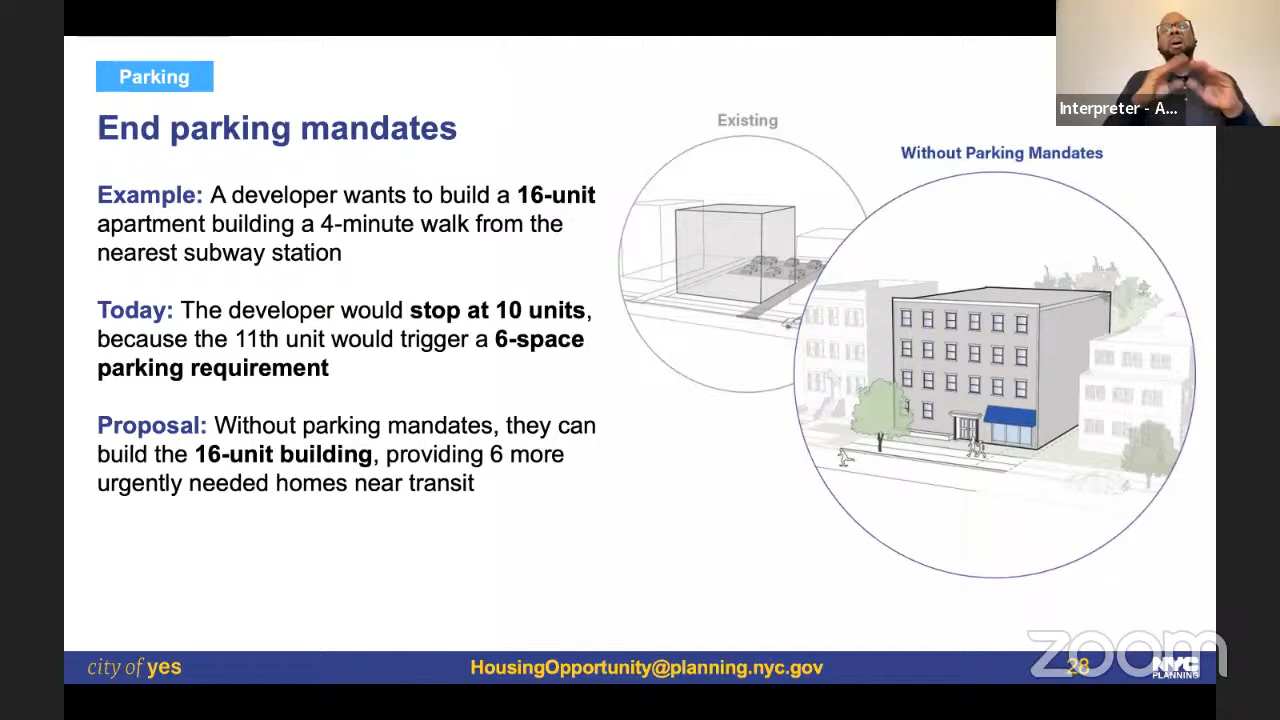 Parking
End parking mandates
Example: A developer wants to build a 16-unit
apartment building a 4-minute walk from the
nearest subway station
Today: The developer would stop at 10 units,
because the 11th unit would trigger a 6-space
parking requirement
Proposal: Without parking mandates, they can
build the 16-unit building, providing 6 more
urgently needed homes near transit
Existing
Without Parking Mandates
Interpreter - A...
city of yes
HousingOpportunity@planning.nyc.gov
28
zoom
NYC
PLANNING